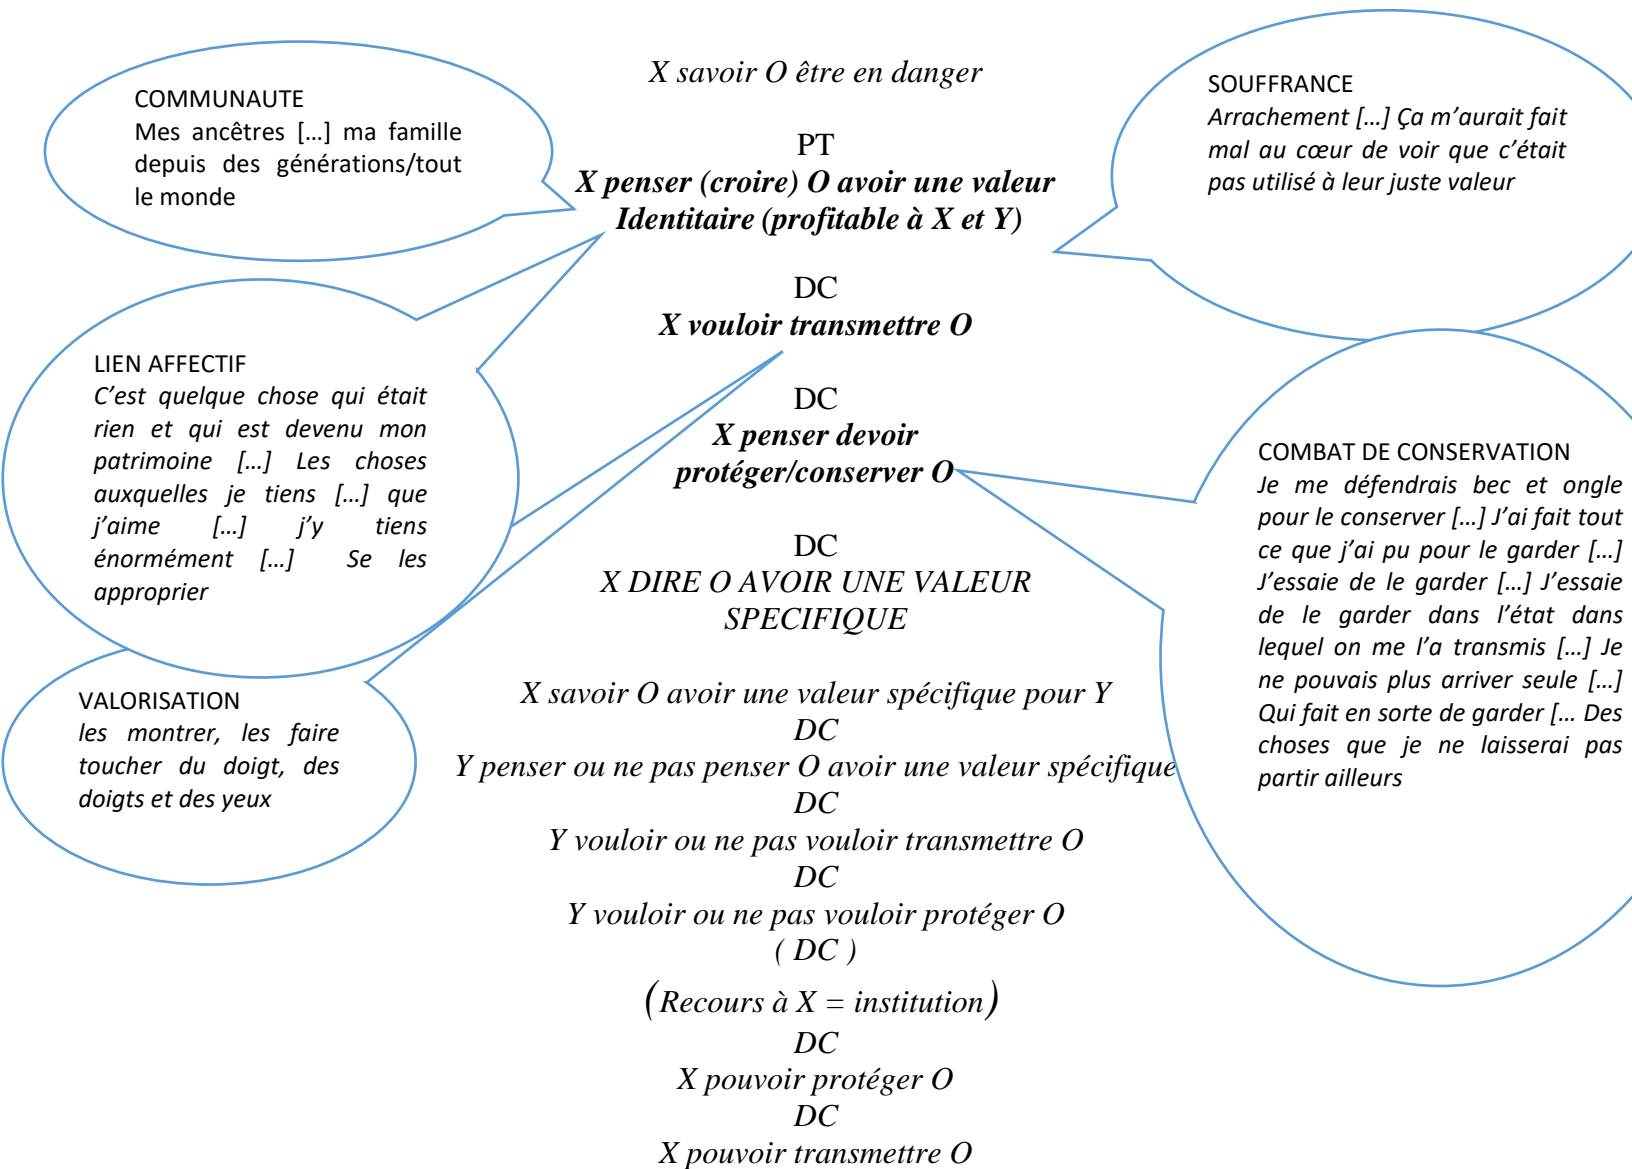 COMMUNAUTE
Mes ancêtres […] ma famille
depuis des générations/tout
le monde
X savoir O être en danger
PT
X penser (croire) O avoir une valeur
Identitaire (profitable à X et Y)
DC
X vouloir transmettre O
DC
X penser devoir
protéger/conserver O
DC
X DIRE O AVOIR UNE VALEUR
SPECIFIQUE
X savoir O avoir une valeur spécifique pour Y
DC
Y penser ou ne pas penser O avoir une valeur spécifique
DC
Y vouloir ou ne pas vouloir transmettre O
DC
Y vouloir ou ne pas vouloir protéger O
( DC )
(Recours à X = institution)
DC
X pouvoir protéger O
DC
X pouvoir transmettre O
SOUFFRANCE
Arrachement […] Ça m’aurait fait
mal au cœur de voir que c’était
pas utilisé à leur juste valeur
LIEN AFFECTIF
C’est quelque chose qui était
rien et qui est devenu mon
patrimoine […] Les choses
auxquelles je tiens […] que
j’aime […] j’y tiens
énormément […] Se les
approprier
VALORISATION
les montrer, les faire
toucher du doigt, des
doigts et des yeux
COMBAT DE CONSERVATION
Je me défendrais bec et ongle
pour le conserver […] J’ai fait tout
ce que j’ai pu pour le garder […]
J’essaie de le garder […] J’essaie
de le garder dans l’état dans
lequel on me l’a transmis […] Je
ne pouvais plus arriver seule […]
Qui fait en sorte de garder [… Des
choses que je ne laisserai pas
partir ailleurs